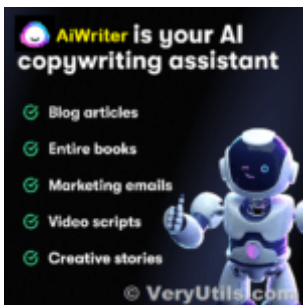 AiWriter is your AI
copywriting assistant
Blog articles
Entire books
Marketing emails
Video scripts
Creative stories
© VeryUtils.com